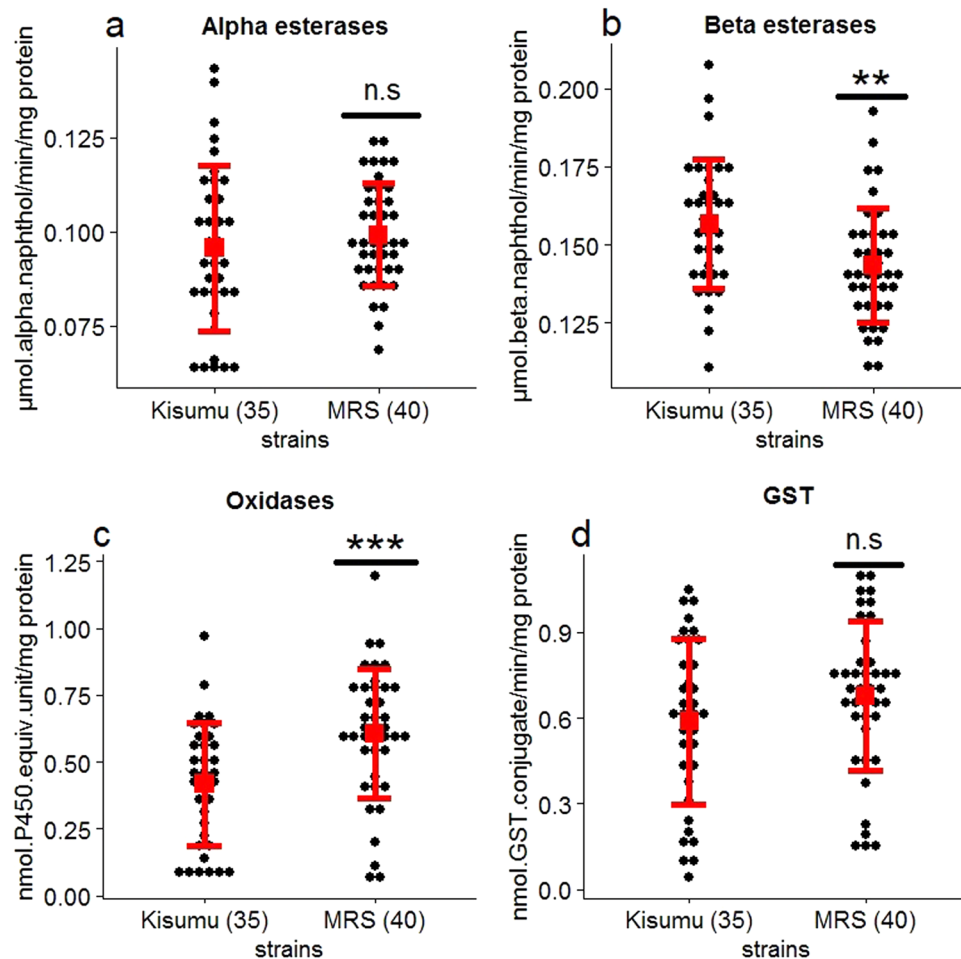 a
Alpha esterases
µmol.alpha.naphthol/min/mg protein
0.125
0.100
0.075
n.s
Kisumu (35) MRS (40)
strains
b
Beta esterases
µmol.beta.naphthol/min/mg protein
0.200
0.175
0.150
0.125
**
Kisumu (35) MRS (40)
strains
c
Oxidases
nmol.P450.equiv.unit/mg protein
1.25
1.00
0.75
0.50
0.25
0.00
***
Kisumu (35) MRS (40)
strains
d
GST
nmol.GST.conjugate/min/mg protein
0.9
0.6
0.3
0.0
n.s
Kisumu (35) MRS (40)
strains